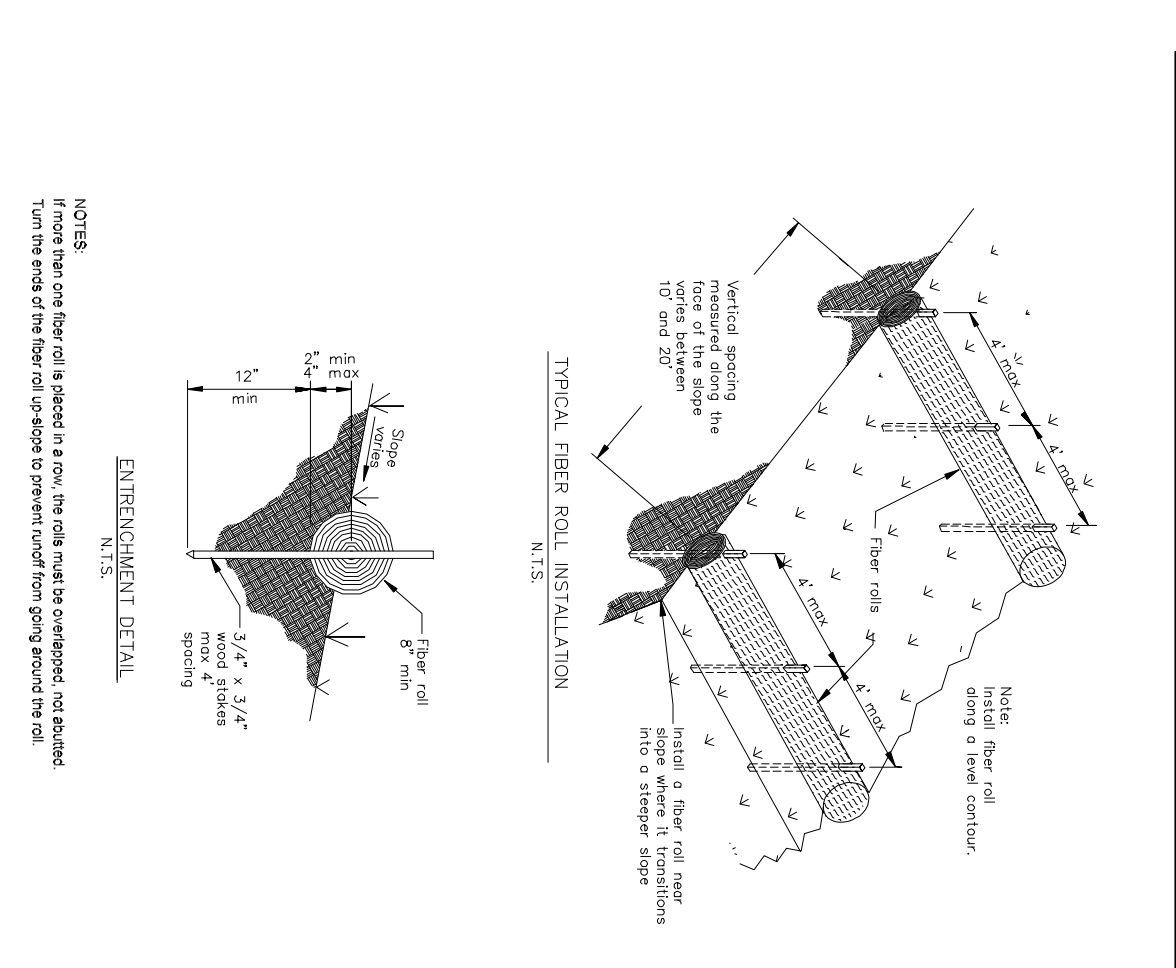 Note:
Install fiber roll
along a level contour.
4' max
4' max
Fiber rolls
Vertical spacing
measured along the
face of the slope
varies between
10' and 20'
4' max
4' max
Install a fiber roll near
slope where it transitions
into a steeper slope
TYPICAL FIBER ROLL INSTALLATION
N.T.S.
Slope
varies
Fiber roll
8" min
2" min
4" max
12"
min
3/4" x 3/4"
wood stakes
max 4'
spacing
ENTRENCHMENT DETAIL
N.T.S.
NOTES:
If more than one fiber roll is placed in a row, the rolls must be overlapped, not abutted.
Turn the ends of the fiber roll up-slope to prevent runoff from going around the roll.